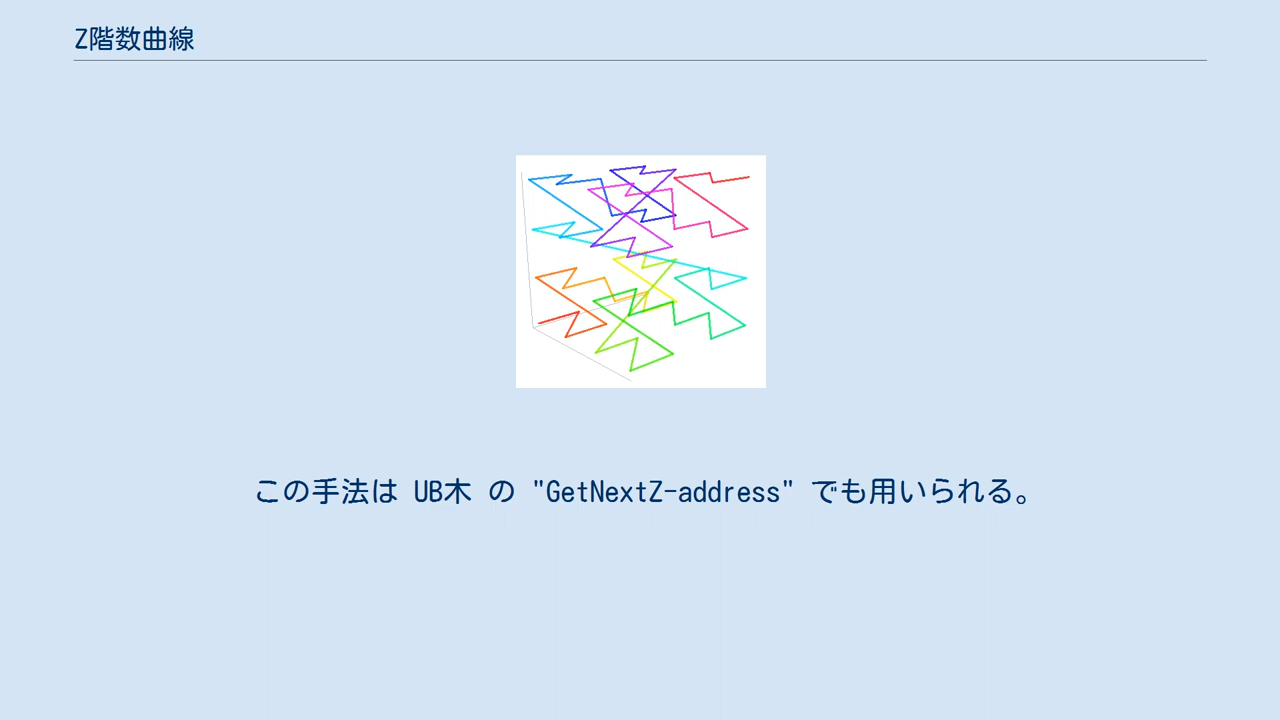 Z階数曲線
この手法は UB木 の "GetNextZ-address" でも用いられる。